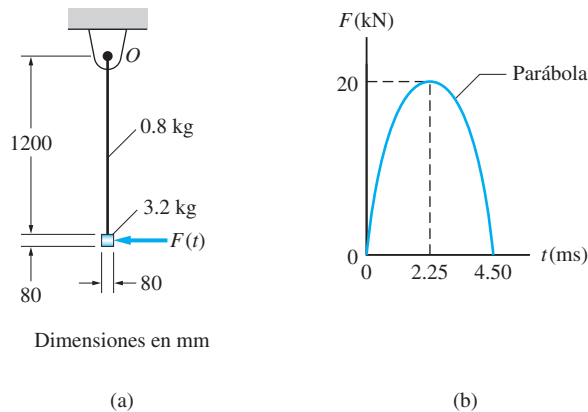 O
1200
0.8 kg
3.2 kg
F(t)
80
80
Dimensiones en mm
(a)
F(kN)
20
Parábola
0
0
2.25
4.50
t(ms)
(b)